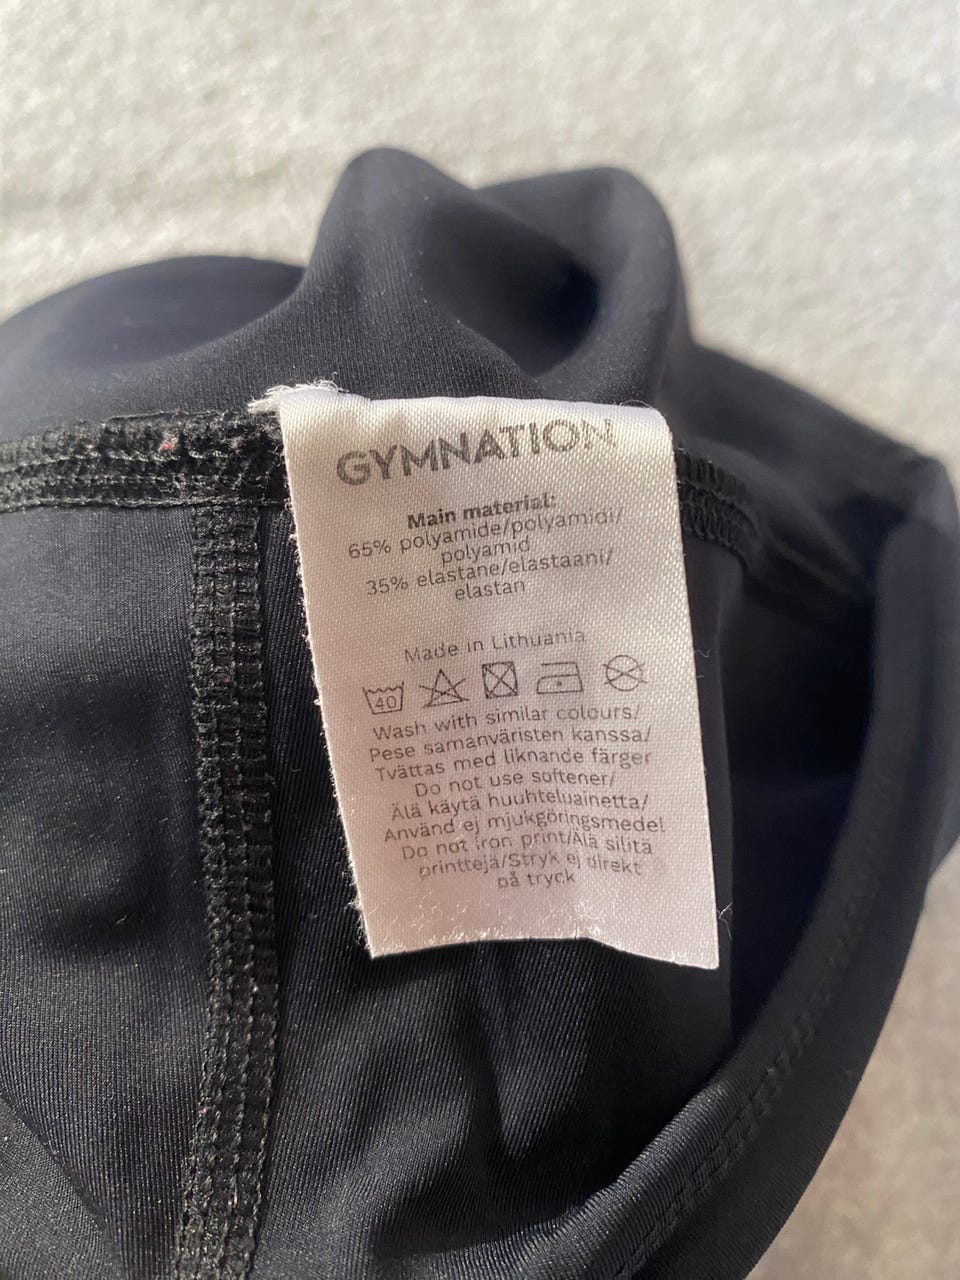 GYMNATION
Main material:
65% polyamide/polyamidi/
polyamid
35% elastane/elastaani/
elastan
Made in Lithuania
40
Wash with similar colours/
Pese samanväristen kanssa/
Tvättas med liknande färger
Do not use softener/
Älä käytä huuhteluainetta/
Använd ej mjukgöringsmedel
Do not iron print/Älä silitä
printtejä/Stryk ej direkt
på tryck